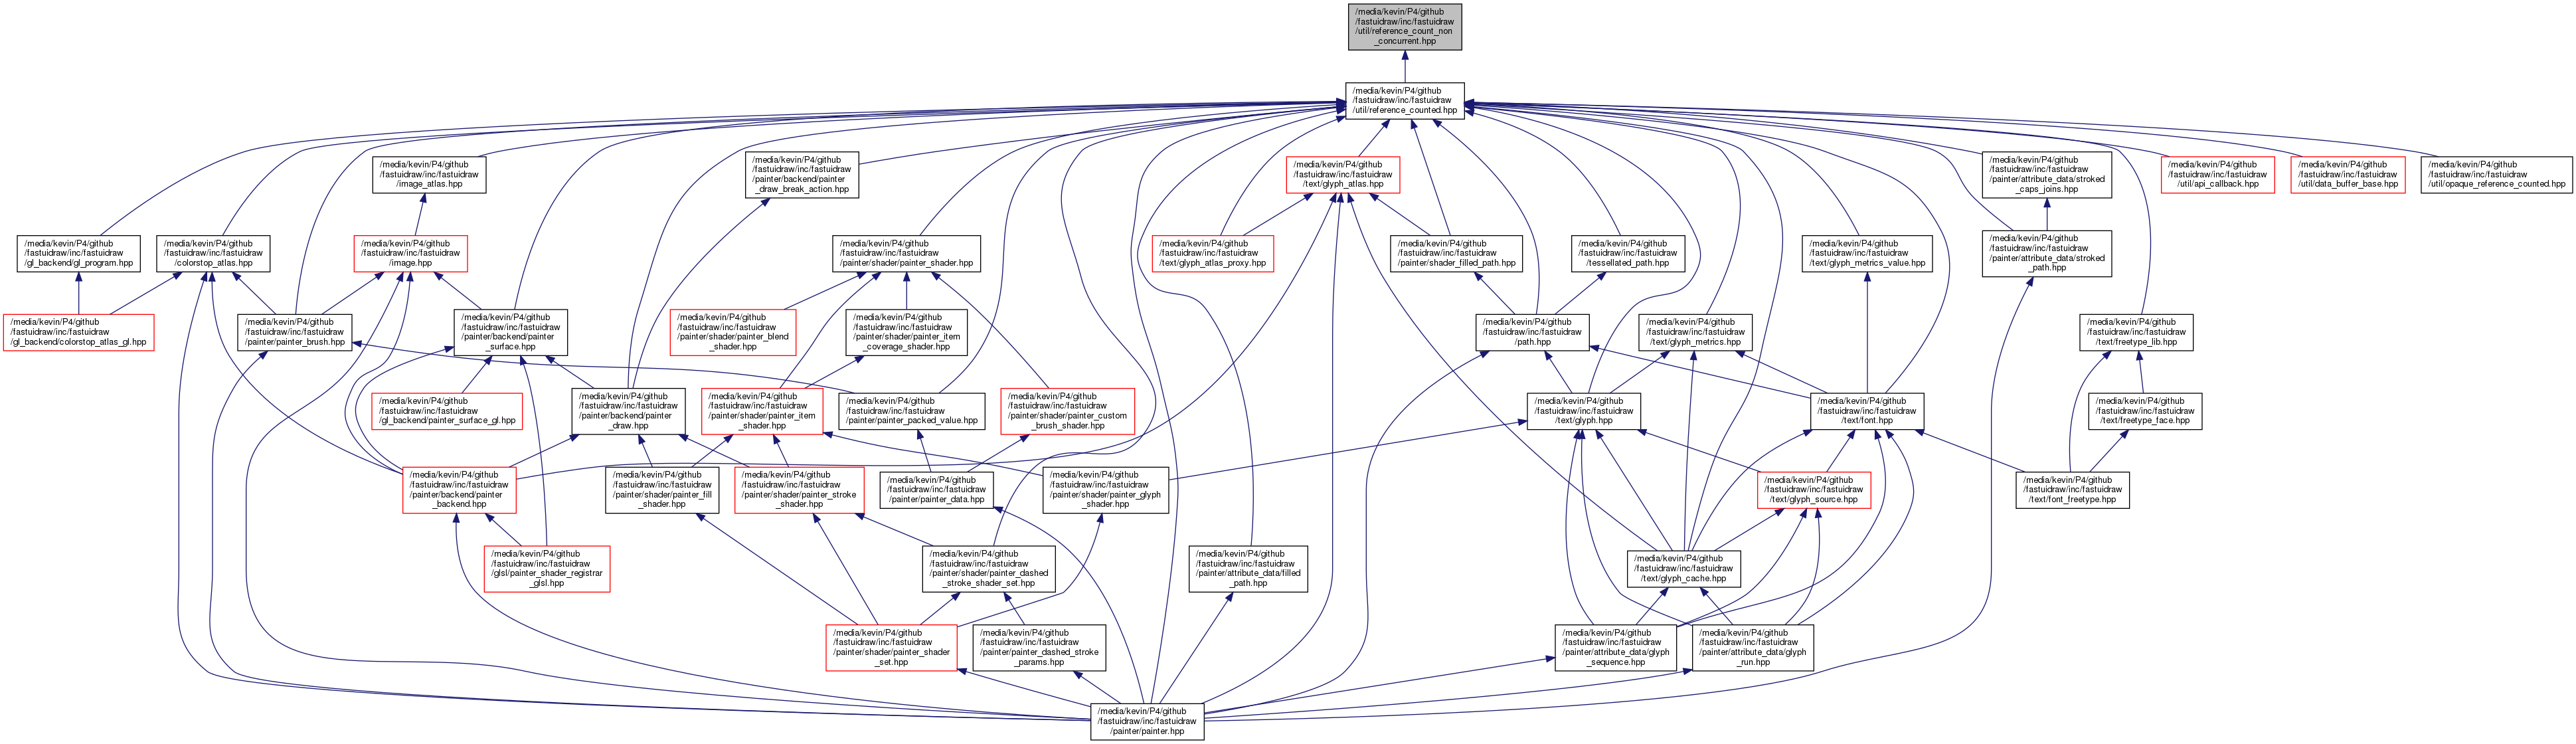 /media/kevin/P4/github
/fastuidraw/inc/fastuidraw
/util/reference_count_non
_concurrent.hpp
/media/kevin/P4/github
/fastuidraw/inc/fastuidraw
/util/reference_counted.hpp
/media/kevin/P4/github
/fastuidraw/inc/fastuidraw
/image_atlas.hpp
/media/kevin/P4/github
/fastuidraw/inc/fastuidraw
/painter/backend/painter
_draw_break_action.hpp
/media/kevin/P4/github
/fastuidraw/inc/fastuidraw
/text/glyph_atlas.hpp
/media/kevin/P4/github
/fastuidraw/inc/fastuidraw
/painter/attribute_data/stroked
_caps_joins.hpp
/media/kevin/P4/github
/fastuidraw/inc/fastuidraw
/util/api_callback.hpp
/media/kevin/P4/github
/fastuidraw/inc/fastuidraw
/util/data_buffer_base.hpp
/media/kevin/P4/github
/fastuidraw/inc/fastuidraw
/util/opaque_reference_counted.hpp
/media/kevin/P4/github
/fastuidraw/inc/fastuidraw
/gl_backend/gl_program.hpp
/media/kevin/P4/github
/fastuidraw/inc/fastuidraw
/colorstop_atlas.hpp
/media/kevin/P4/github
/fastuidraw/inc/fastuidraw
/image.hpp
/media/kevin/P4/github
/fastuidraw/inc/fastuidraw
/painter/shader/painter_shader.hpp
/media/kevin/P4/github
/fastuidraw/inc/fastuidraw
/text/glyph_atlas_proxy.hpp
/media/kevin/P4/github
/fastuidraw/inc/fastuidraw
/painter/shader_filled_path.hpp
/media/kevin/P4/github
/fastuidraw/inc/fastuidraw
/tessellated_path.hpp
/media/kevin/P4/github
/fastuidraw/inc/fastuidraw
/text/glyph_metrics_value.hpp
/media/kevin/P4/github
/fastuidraw/inc/fastuidraw
/painter/attribute_data/stroked
_path.hpp
/media/kevin/P4/github
/fastuidraw/inc/fastuidraw
/gl_backend/colorstop_atlas_gl.hpp
/media/kevin/P4/github
/fastuidraw/inc/fastuidraw
/painter/painter_brush.hpp
/media/kevin/P4/github
/fastuidraw/inc/fastuidraw
/painter/backend/painter
_surface.hpp
/media/kevin/P4/github
/fastuidraw/inc/fastuidraw
/painter/shader/painter_blend
_shader.hpp
/media/kevin/P4/github
/fastuidraw/inc/fastuidraw
/painter/shader/painter_item
_coverage_shader.hpp
/media/kevin/P4/github
/fastuidraw/inc/fastuidraw
/path.hpp
/media/kevin/P4/github
/fastuidraw/inc/fastuidraw
/text/glyph_metrics.hpp
/media/kevin/P4/github
/fastuidraw/inc/fastuidraw
/text/freetype_lib.hpp
/media/kevin/P4/github
/fastuidraw/inc/fastuidraw
/gl_backend/painter_surface_gl.hpp
/media/kevin/P4/github
/fastuidraw/inc/fastuidraw
/painter/backend/painter
_draw.hpp
/media/kevin/P4/github
/fastuidraw/inc/fastuidraw
/painter/shader/painter_item
_shader.hpp
/media/kevin/P4/github
/fastuidraw/inc/fastuidraw
/painter/painter_packed_value.hpp
/media/kevin/P4/github
/fastuidraw/inc/fastuidraw
/painter/shader/painter_custom
_brush_shader.hpp
/media/kevin/P4/github
/fastuidraw/inc/fastuidraw
/text/glyph.hpp
/media/kevin/P4/github
/fastuidraw/inc/fastuidraw
/text/font.hpp
/media/kevin/P4/github
/fastuidraw/inc/fastuidraw
/text/freetype_face.hpp
/media/kevin/P4/github
/fastuidraw/inc/fastuidraw
/painter/backend/painter
_backend.hpp
/media/kevin/P4/github
/fastuidraw/inc/fastuidraw
/painter/shader/painter_fill
_shader.hpp
/media/kevin/P4/github
/fastuidraw/inc/fastuidraw
/painter/shader/painter_stroke
_shader.hpp
/media/kevin/P4/github
/fastuidraw/inc/fastuidraw
/painter/painter_data.hpp
/media/kevin/P4/github
/fastuidraw/inc/fastuidraw
/painter/shader/painter_glyph
_shader.hpp
/media/kevin/P4/github
/fastuidraw/inc/fastuidraw
/text/glyph_source.hpp
/media/kevin/P4/github
/fastuidraw/inc/fastuidraw
/text/font_freetype.hpp
/media/kevin/P4/github
/fastuidraw/inc/fastuidraw
/glsl/painter_shader_registrar
_glsl.hpp
/media/kevin/P4/github
/fastuidraw/inc/fastuidraw
/painter/shader/painter_dashed
_stroke_shader_set.hpp
/media/kevin/P4/github
/fastuidraw/inc/fastuidraw
/painter/attribute_data/filled
_path.hpp
/media/kevin/P4/github
/fastuidraw/inc/fastuidraw
/text/glyph_cache.hpp
/media/kevin/P4/github
/fastuidraw/inc/fastuidraw
/painter/shader/painter_shader
_set.hpp
/media/kevin/P4/github
/fastuidraw/inc/fastuidraw
/painter/painter_dashed_stroke
_params.hpp
/media/kevin/P4/github
/fastuidraw/inc/fastuidraw
/painter/attribute_data/glyph
_sequence.hpp
/media/kevin/P4/github
/fastuidraw/inc/fastuidraw
/painter/attribute_data/glyph
_run.hpp
/media/kevin/P4/github
/fastuidraw/inc/fastuidraw
/painter/painter.hpp